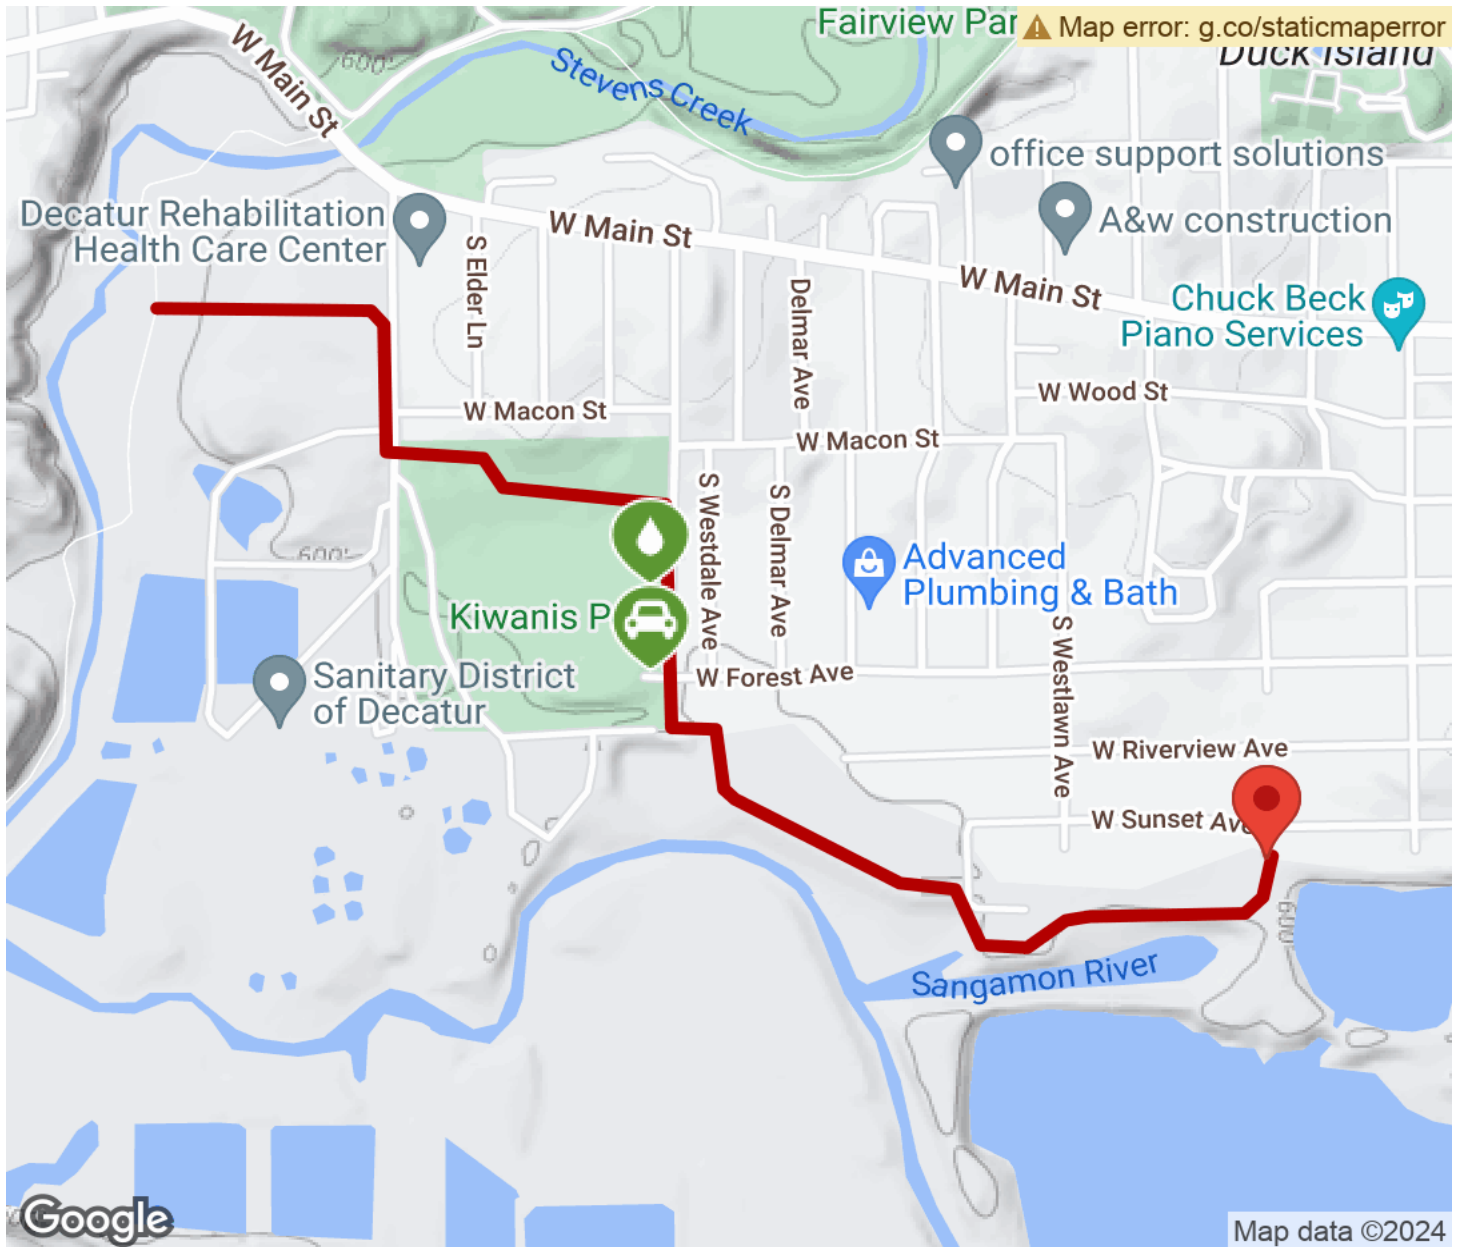 Fairview Par
Map error: g.co/staticmaperror
Duck Island
W Main St
600'
Stevens Creek
office support solutions
Decatur Rehabilitation
Health Care Center
A&w construction
W Main St
S Elder Ln
W Main St
Delmar Ave
Chuck Beck
Piano Services
W Wood St
W Macon St
W Macon St
S Westdale Ave
S Delmar Ave
600'
Advanced
Plumbing & Bath
Kiwanis P
S Westlawn Ave
Sanitary District
of Decatur
W Forest Ave
W Riverview Ave
W Sunset Ave
600'
Sangamon River
Google
Map data ©2024